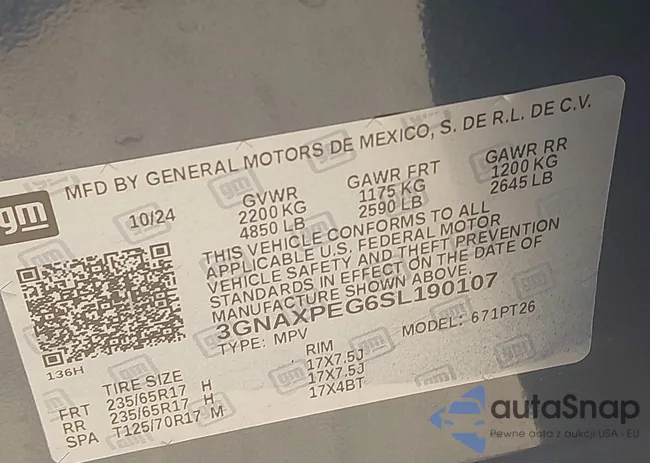 gm
MFD BY GENERAL MOTORS DE MEXICO, S. DE R.L. DE C.V.
10/24
GVWR
2200 KG
4850 LB
GAWR FRT
1175 KG
2590 LB
GAWR RR
1200 KG
2645 LB
THIS VEHICLE CONFORMS TO ALL
APPLICABLE U.S. FEDERAL MOTOR
VEHICLE SAFETY AND THEFT PREVENTION
STANDARDS IN EFFECT ON THE DATE OF
MANUFACTURE SHOWN ABOVE.
3GNAXPEG6SL190107
TYPE: MPV
MODEL: 671PT26
136H
TIRE SIZE RIM
FRT 235/65R17 H 17X7.5J
RR 235/65R17 H 17X7.5J
SPA T125/70R17 M 17X4BT
autaSnap
Pewne auta z aukcji USA · EU